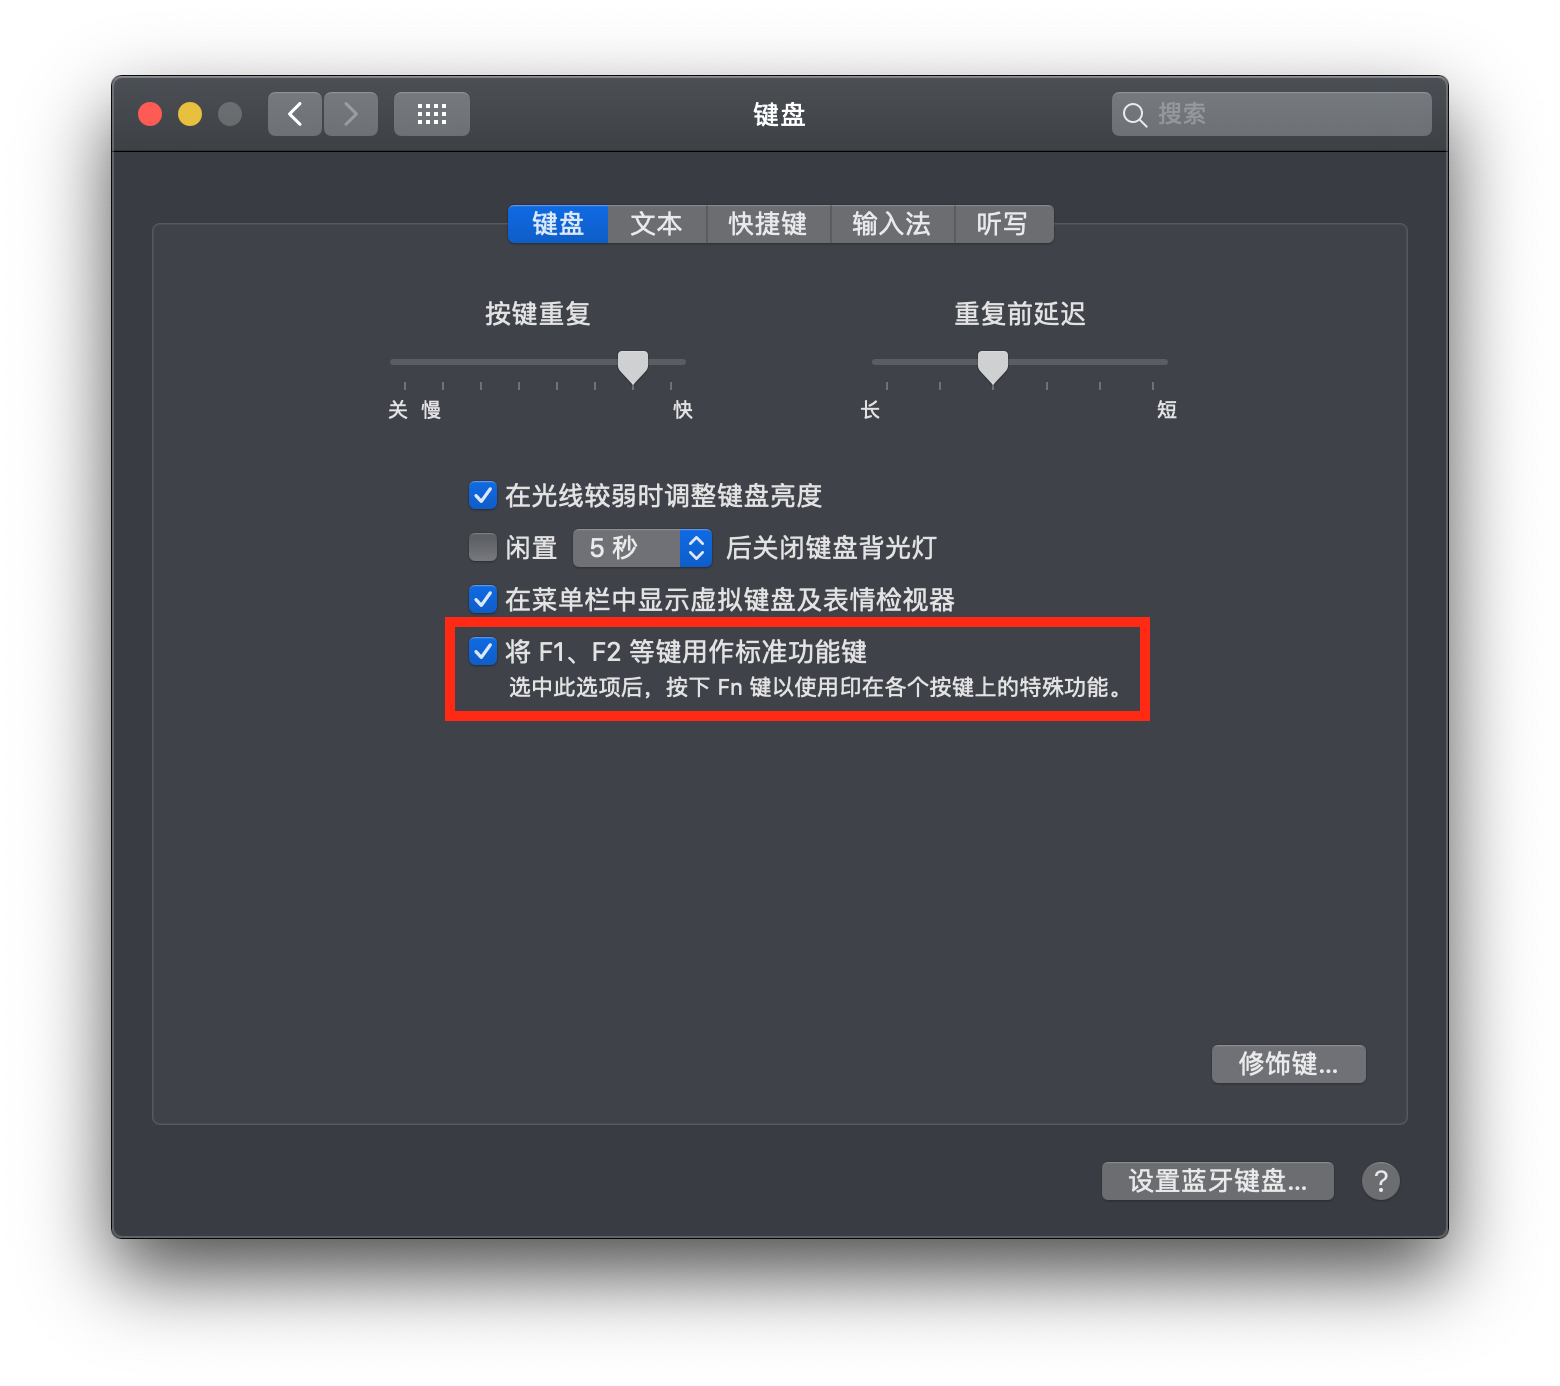 键盘
搜索
键盘 文本 快捷键 输入法 听写
按键重复 重复前延迟
关 慢 快 长 短
在光线较弱时调整键盘亮度
闲置 5 秒 后关闭键盘背光灯
在菜单栏中显示虚拟键盘及表情检视器
将 F1、F2 等键用作标准功能键
选中此选项后，按下 Fn 键以使用印在各个按键上的特殊功能。
修饰键...
设置蓝牙键盘... ?